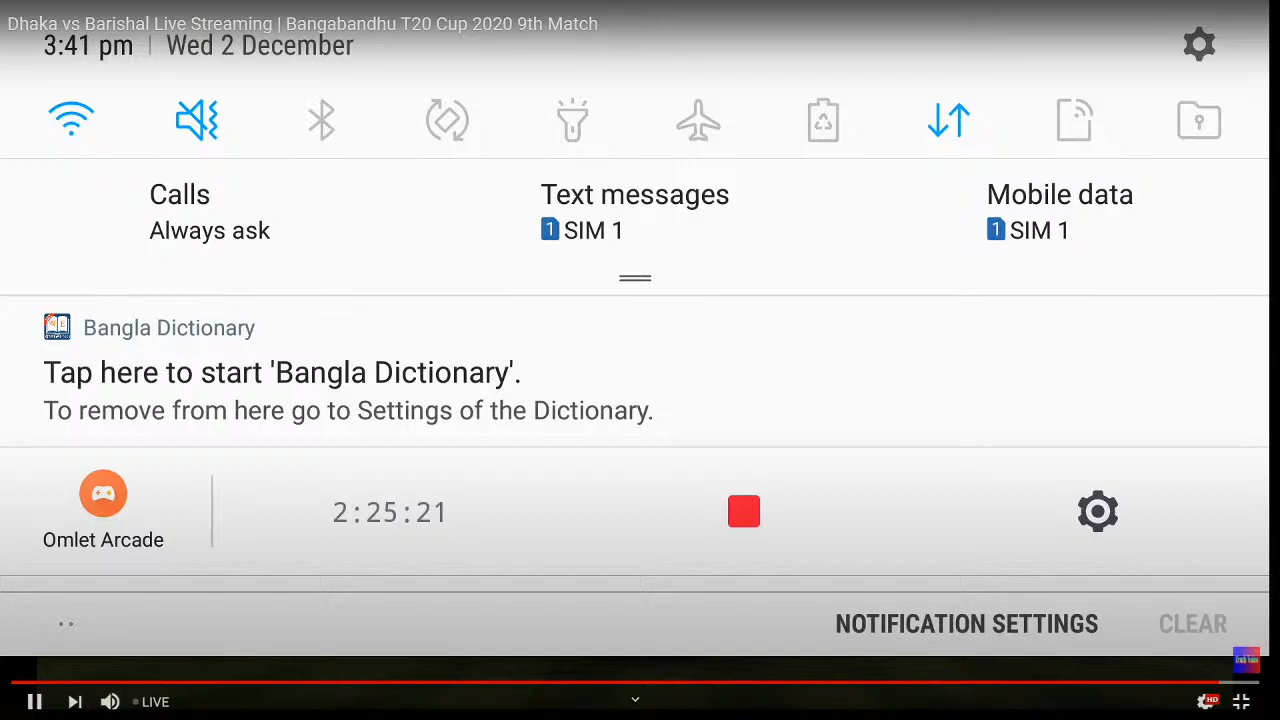 Dhaka vs Barishal Live Streaming | Bangabandhu T20 Cup 2020 9th Match
3:41 pm | Wed 2 December
Calls
Always ask
Text messages
1 SIM 1
Mobile data
1 SIM 1
Bangla Dictionary
Tap here to start 'Bangla Dictionary'.
To remove from here go to Settings of the Dictionary.
Omlet Arcade
2:25:21
NOTIFICATION SETTINGS
CLEAR
LIVE
HD